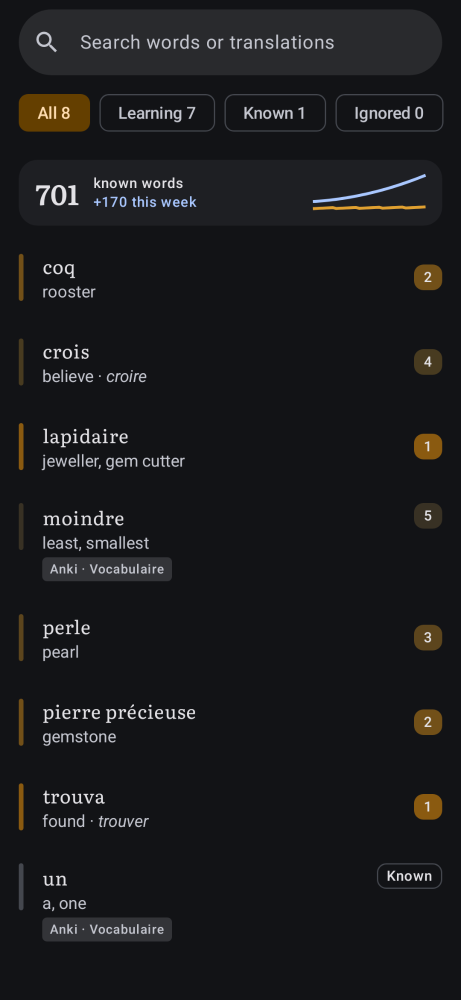 Search words or translations
All 8
Learning 7
Known 1
Ignored 0
701
known words
+170 this week
coq
rooster
2
crois
believe · croire
4
lapidaire
jeweller, gem cutter
1
moindre
least, smallest
Anki · Vocabulaire
5
perle
pearl
3
pierre précieuse
gemstone
2
trouva
found · trouver
1
un
a, one
Anki · Vocabulaire
Known